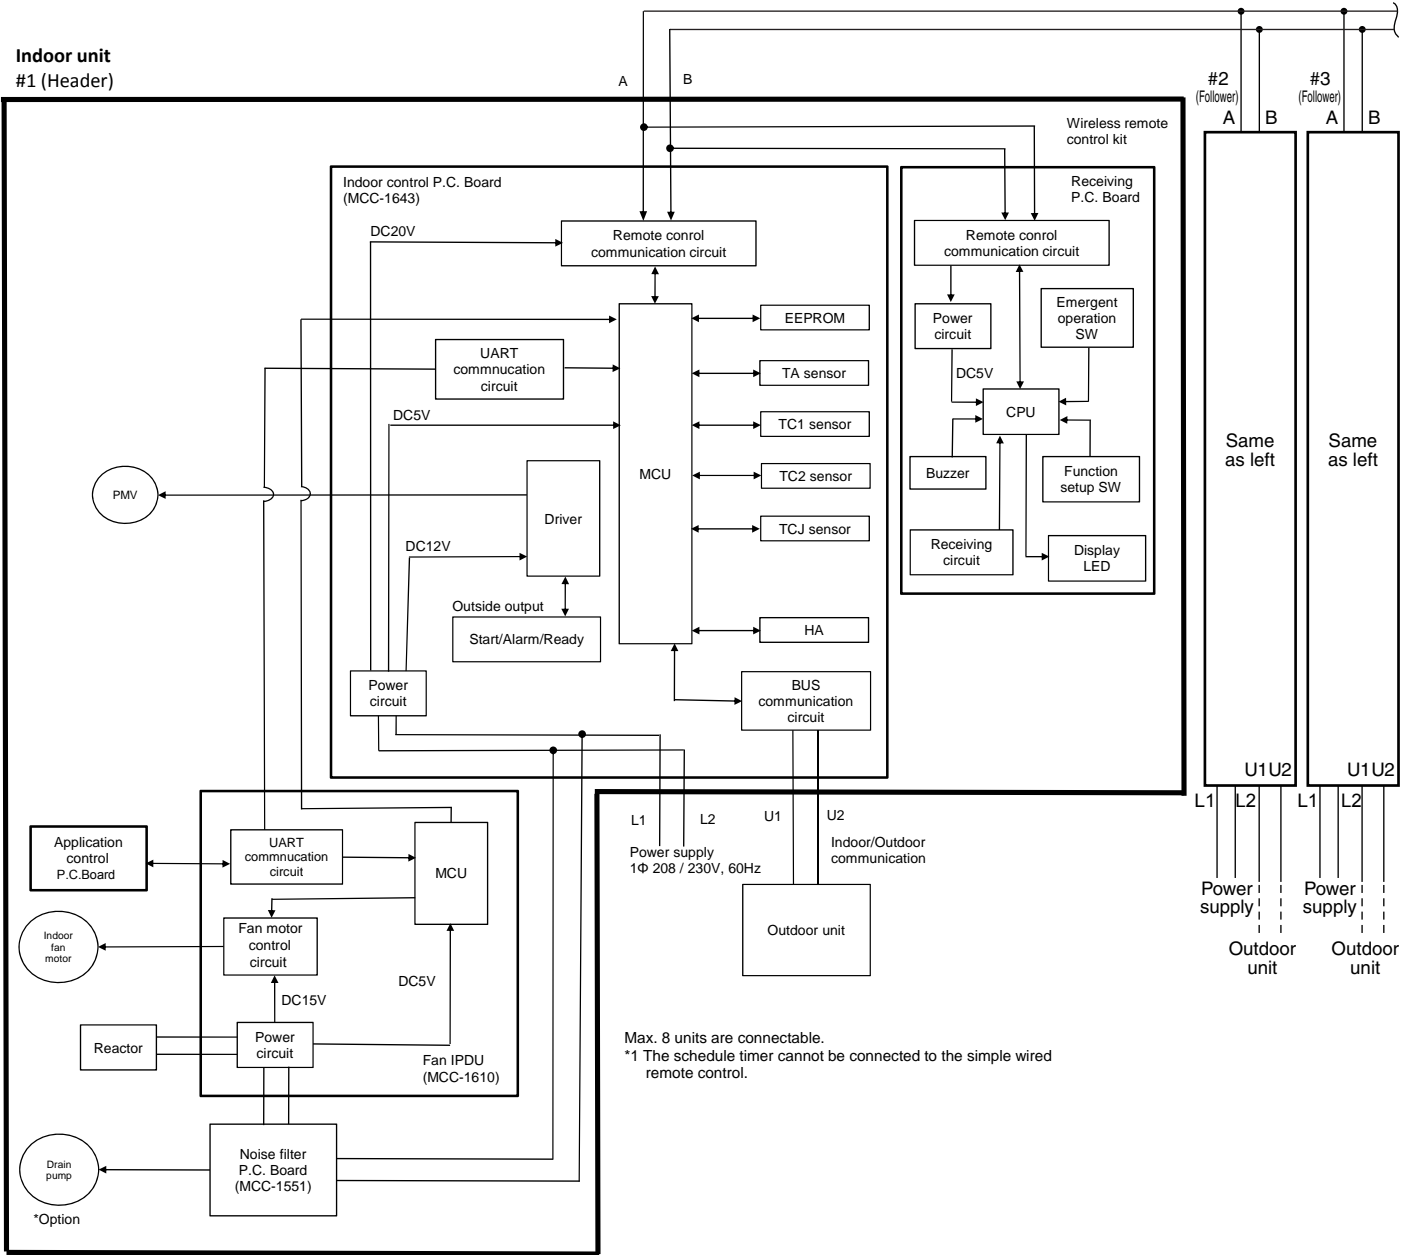 Indoor unit
#1 (Header)
A
B
#2
(Follower)
A
B
#3
(Follower)
A
B
Wireless remote
control kit
Indoor control P.C. Board
(MCC-1643)
Receiving
P.C. Board
DC20V
Remote conrol
communication circuit
Remote conrol
communication circuit
EEPROM
Power
circuit
Emergent
operation
SW
UART
commnucation
circuit
TA sensor
DC5V
DC5V
TC1 sensor
CPU
MCU
TC2 sensor
Buzzer
Function
setup SW
Same
as left
Same
as left
PMV
Driver
TCJ sensor
Receiving
circuit
Display
LED
DC12V
Outside output
Start/Alarm/Ready
HA
Power
circuit
BUS
communication
circuit
U1U2
U1U2
L1
L2
L1
L2
L1
L2
U1
U2
Power supply
1Φ 208 / 230V, 60Hz
Indoor/Outdoor
communication
Application
control
P.C.Board
UART
commnucation
circuit
MCU
Power
supply
Power
supply
Outdoor
unit
Outdoor
unit
Indoor
fan
motor
Fan motor
control
circuit
Outdoor unit
DC5V
DC15V
Reactor
Power
circuit
Fan IPDU
(MCC-1610)
Max. 8 units are connectable.
*1 The schedule timer cannot be connected to the simple wired
remote control.
Drain
pump
Noise filter
P.C. Board
(MCC-1551)
*Option